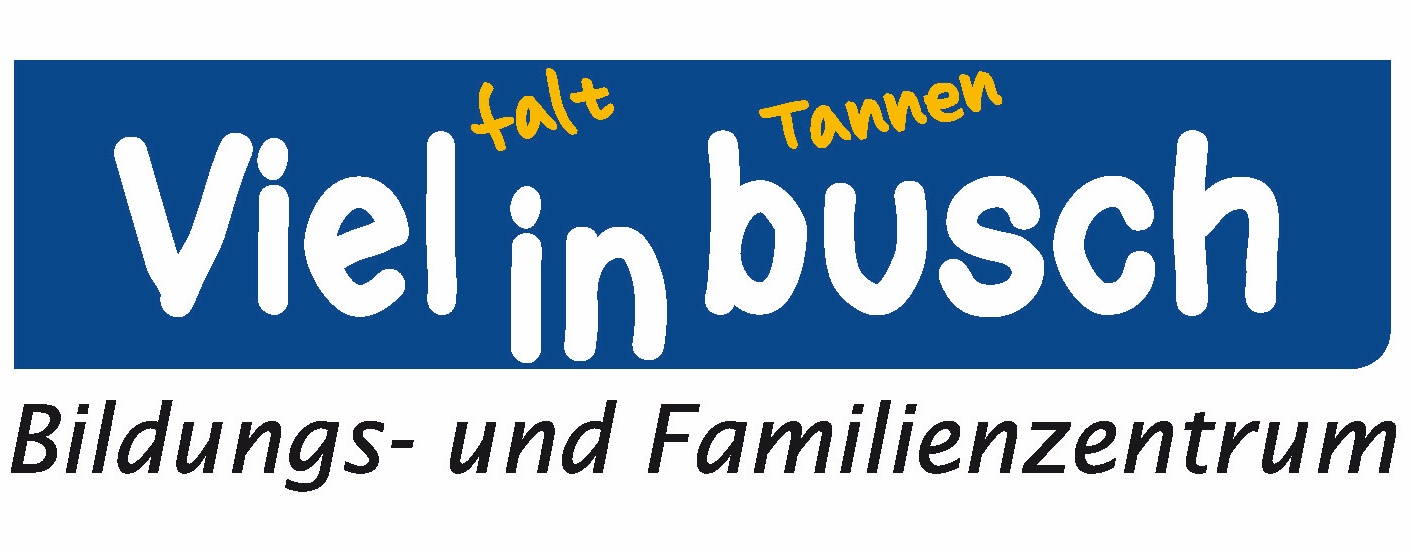 falt Tannen
Viel in busch
Bildungs- und Familienzentrum